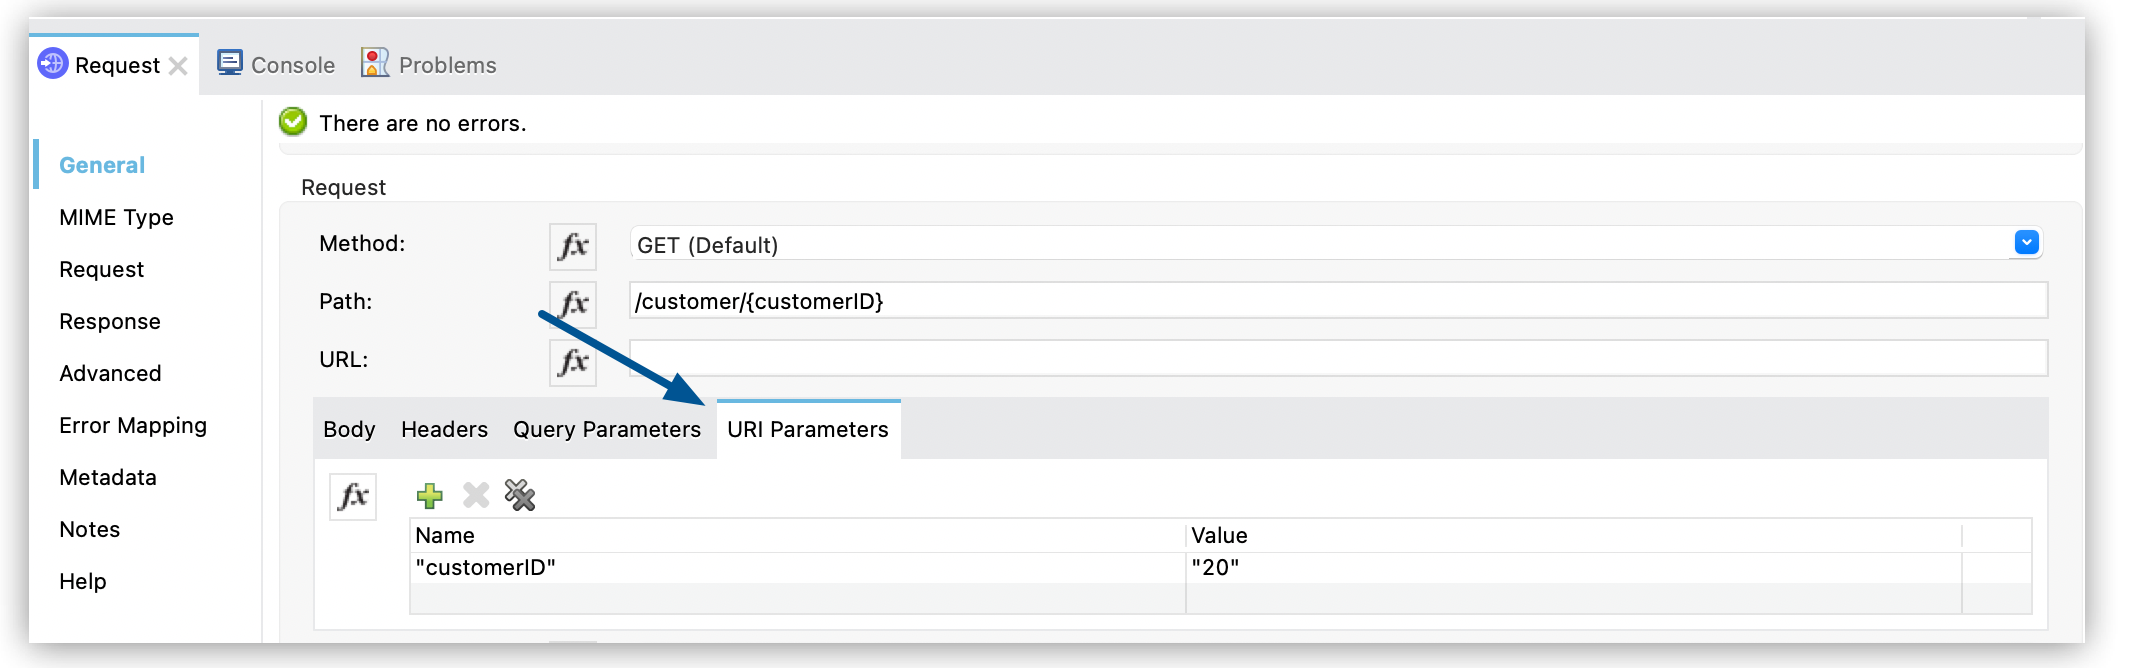 Request Console Problems
There are no errors.
General
MIME Type
Request
Response
Advanced
Error Mapping
Metadata
Notes
Help
Request
Method: fx GET (Default)
Path: fx /customer/{customerID}
URL: fx
Body Headers Query Parameters URI Parameters
fx
Name Value
"customerID" "20"